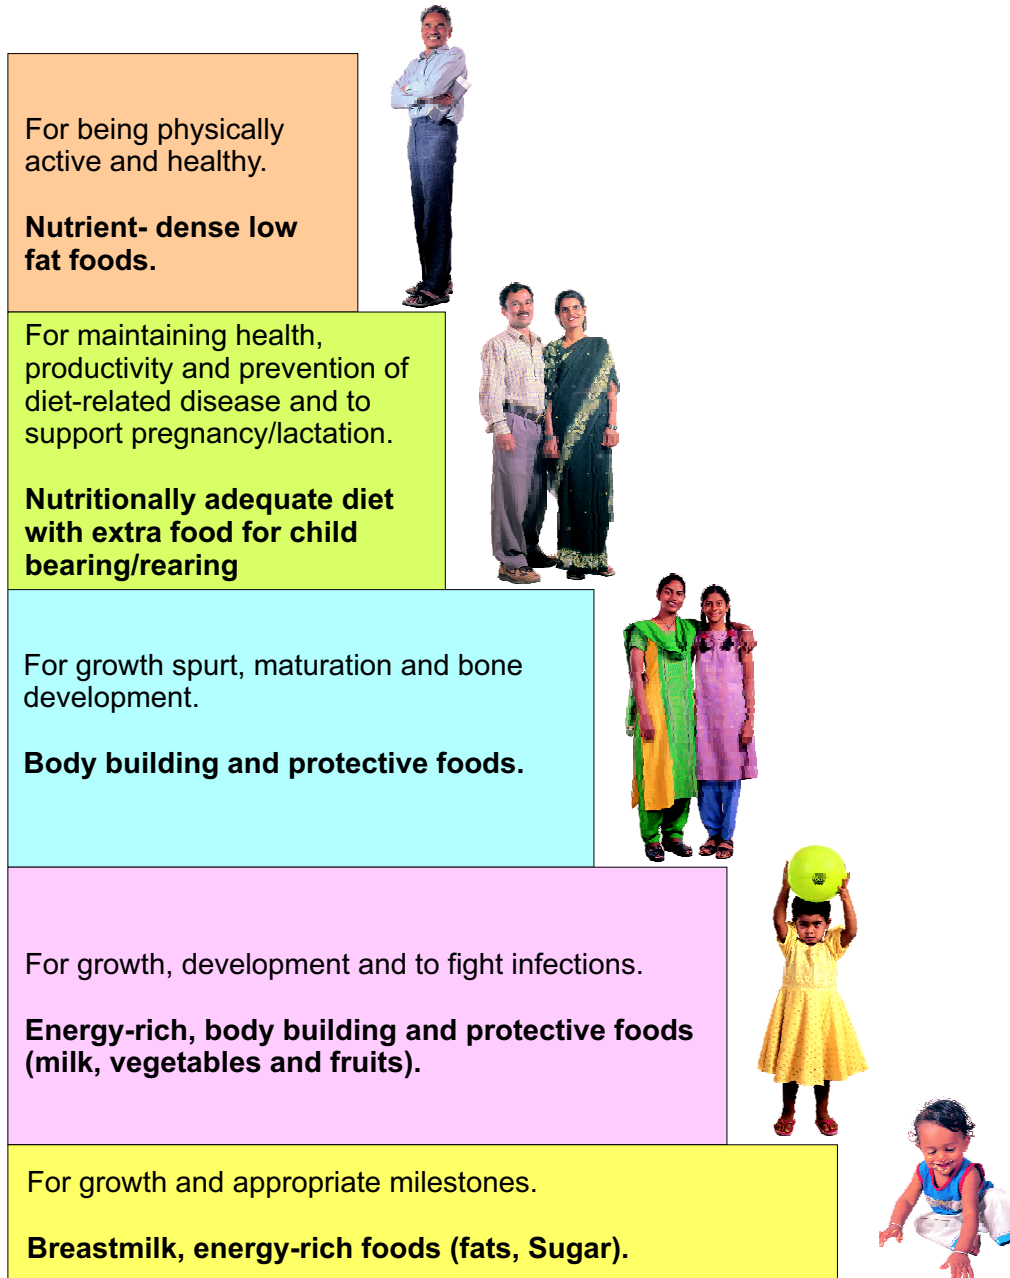 For being physically
active and healthy.
Nutrient- dense low
fat foods.
For maintaining health,
productivity and prevention of
diet-related disease and to
support pregnancy/lactation.
Nutritionally adequate diet
with extra food for child
bearing/rearing
For growth spurt, maturation and bone
development.
Body building and protective foods.
For growth, development and to fight infections.
Energy-rich, body building and protective foods
(milk, vegetables and fruits).
For growth and appropriate milestones.
Breastmilk, energy-rich foods (fats, Sugar).